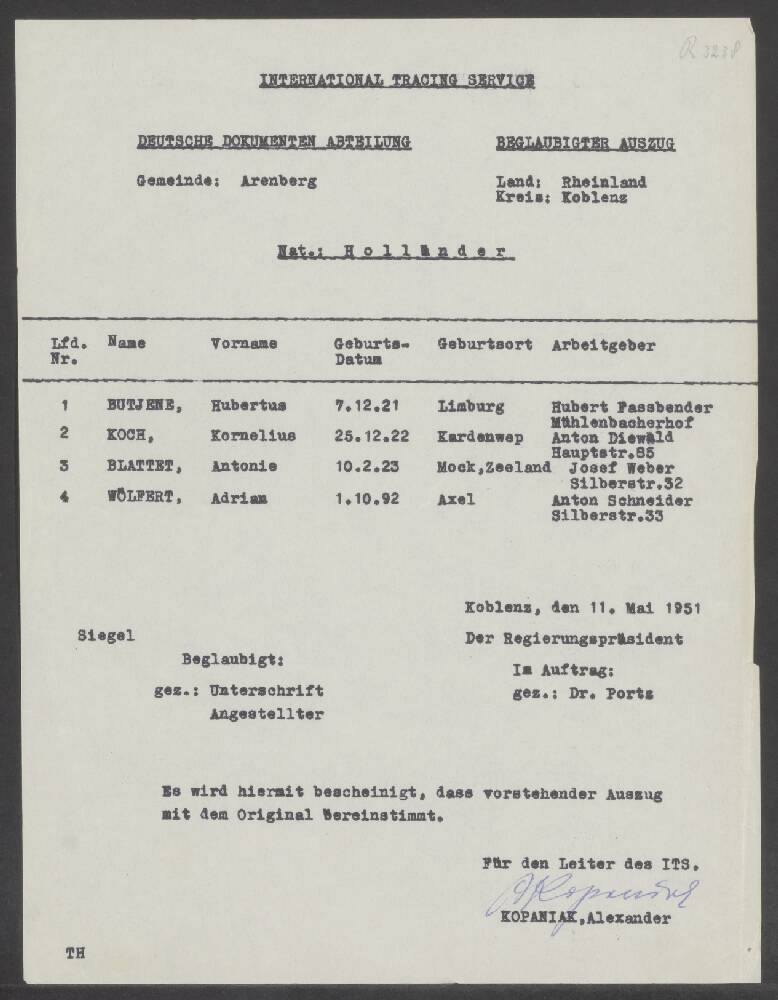 R 3238
INTERNATIONAL TRACING SERVICE
DEUTSCHE DOKUMENTEN ABTEILUNG BEGLAUBIGTER AUSZUG
Gemeinde: Arenberg Land: Rheinland
Kreis: Koblenz
Nat.: Holländer
Lfd. Name Vorname Geburts- Geburtsort Arbeitgeber
Nr. Datum
1 BUTJENE, Hubertus 7.12.21 Limburg Hubert Fassbender
Mühlenbacherhof
2 KOCH, Kornelius 25.12.22 Kardenwep Anton Diewald
Hauptstr.85
3 BLATTET, Antonie 10.2.23 Mock,Zeeland Josef Weber
Silberstr.32
4 WÖLFERT, Adrian 1.10.92 Axel Anton Schneider
Silberstr.33
Koblenz, den 11. Mai 1951
Siegel Der Regierungspräsident
Beglaubigt: Im Auftrag:
gez.: Unterschrift gez.: Dr. Portz
Angestellter
Es wird hiermit bescheinigt, dass vorstehender Auszug
mit dem Original übereinstimmt.
Für den Leiter des ITS.
KOPANIAK,Alexander
TH